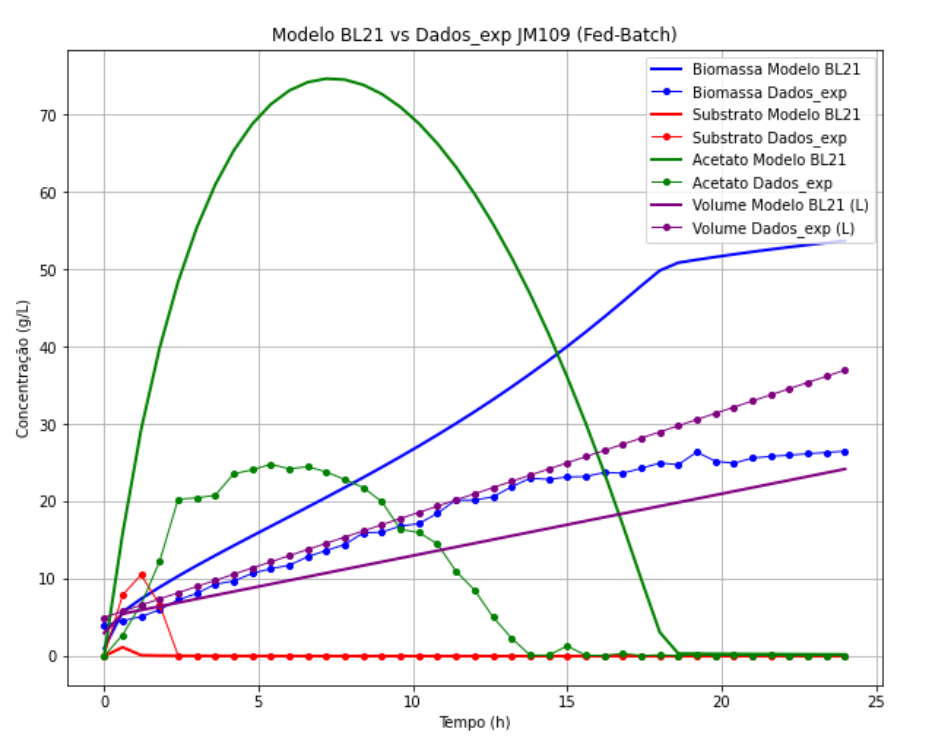 Modelo BL21 vs Dados_exp JM109 (Fed-Batch)
Biomassa Modelo BL21
Biomassa Dados_exp
Substrato Modelo BL21
Substrato Dados_exp
Acetato Modelo BL21
Acetato Dados_exp
Volume Modelo BL21 (L)
Volume Dados_exp (L)
Concentração (g/L)
70
60
50
40
30
20
10
0
0 5 10 15 20 25
Tempo (h)